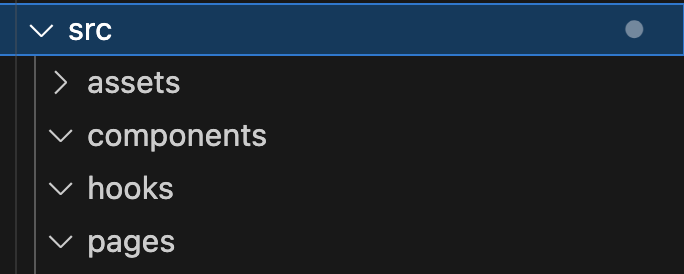 src
assets
components
hooks
pages